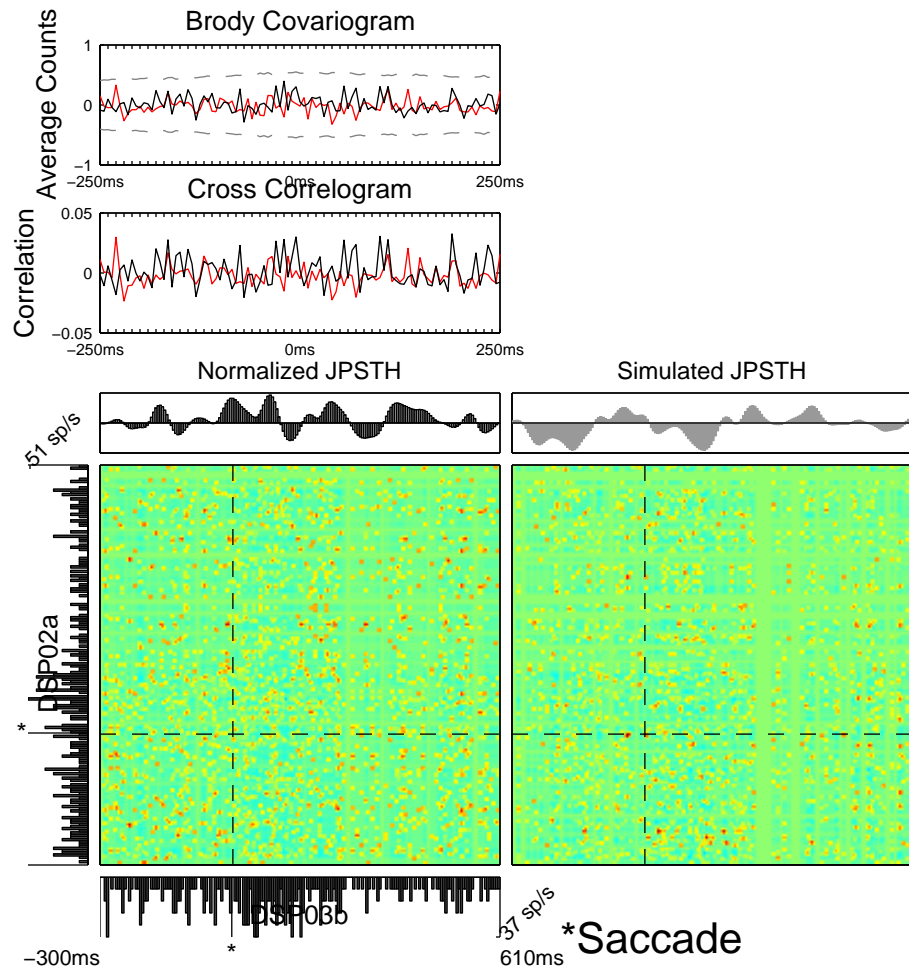 Brody Covariogram
Average Counts
1
0
−1
−250ms
0ms
250ms
Cross Correlogram
Correlation
0.05
0
−0.05
−250ms
0ms
250ms
Normalized JPSTH
Simulated JPSTH
51 sp/s
DSP02a
*
DSP03b
37 sp/s
*
*Saccade
−300ms
610ms